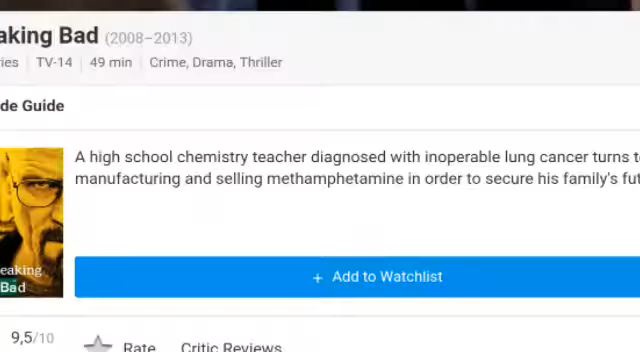 aking Bad (2008–2013)
ies TV-14 49 min Crime, Drama, Thriller
de Guide
A high school chemistry teacher diagnosed with inoperable lung cancer turns t
manufacturing and selling methamphetamine in order to secure his family's fut
eaking
Bad
+ Add to Watchlist
9,5/10 Rate Critic Reviews